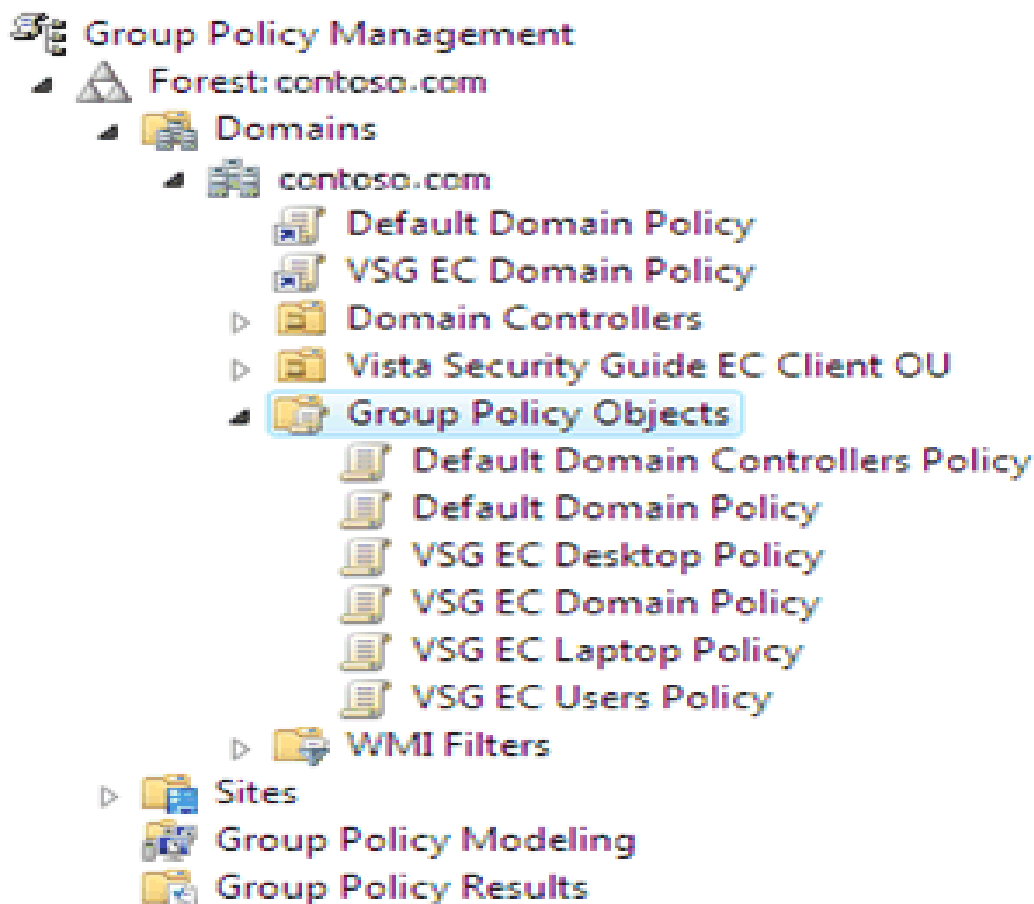 Group Policy Management
Forest: contoso.com
Domains
contoso.com
Default Domain Policy
VSG EC Domain Policy
Domain Controllers
Vista Security Guide EC Client OU
Group Policy Objects
Default Domain Controllers Policy
Default Domain Policy
VSG EC Desktop Policy
VSG EC Domain Policy
VSG EC Laptop Policy
VSG EC Users Policy
WMI Filters
Sites
Group Policy Modeling
Group Policy Results